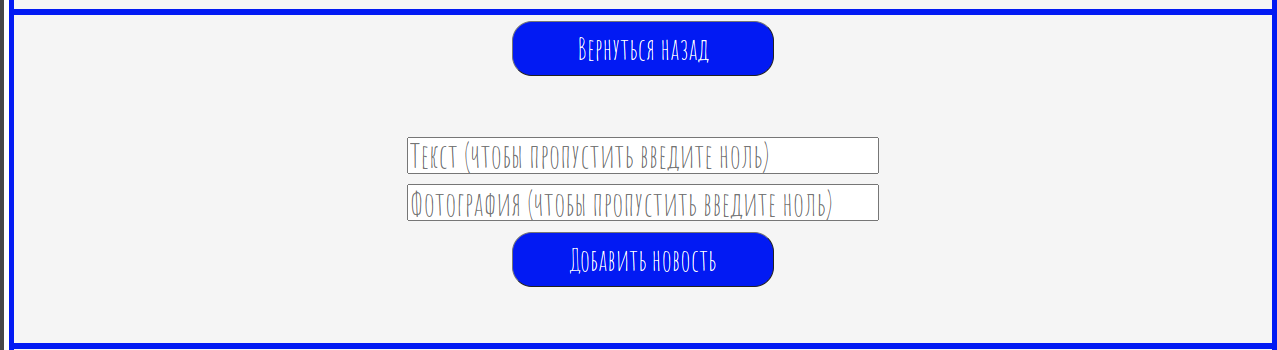 Вернуться назад
Текст (чтобы пропустить введите ноль)
Фотография (чтобы пропустить введите ноль)
Добавить новость